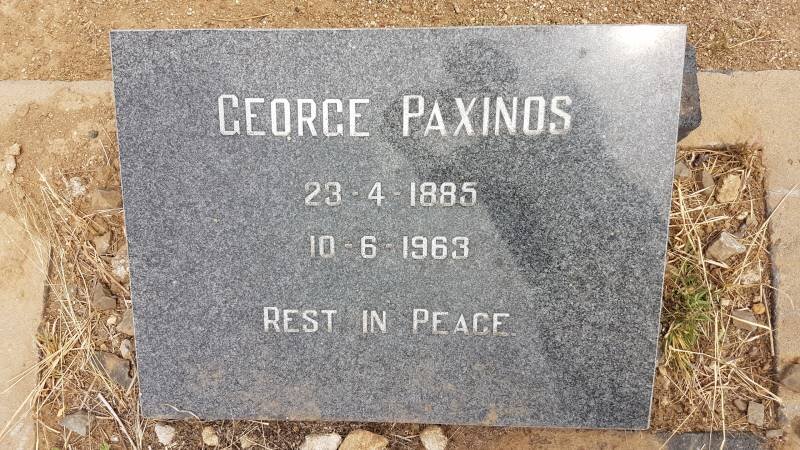 GEORGE PAXINOS
23-4-1885
10-6-1963
REST IN PEACE